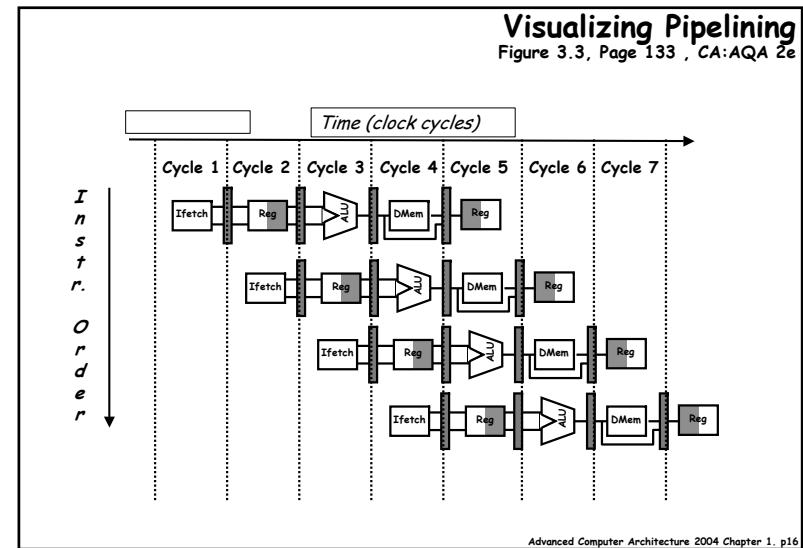 Visualizing Pipelining
Figure 3.3, Page 133 , CA:AQA 2e
Time (clock cycles)
Cycle 1 Cycle 2 Cycle 3 Cycle 4 Cycle 5 Cycle 6 Cycle 7
Instr. Order
Ifetch Reg ALU DMem Reg
Ifetch Reg ALU DMem Reg
Ifetch Reg ALU DMem Reg
Ifetch Reg ALU DMem Reg
Advanced Computer Architecture 2004 Chapter 1. p16